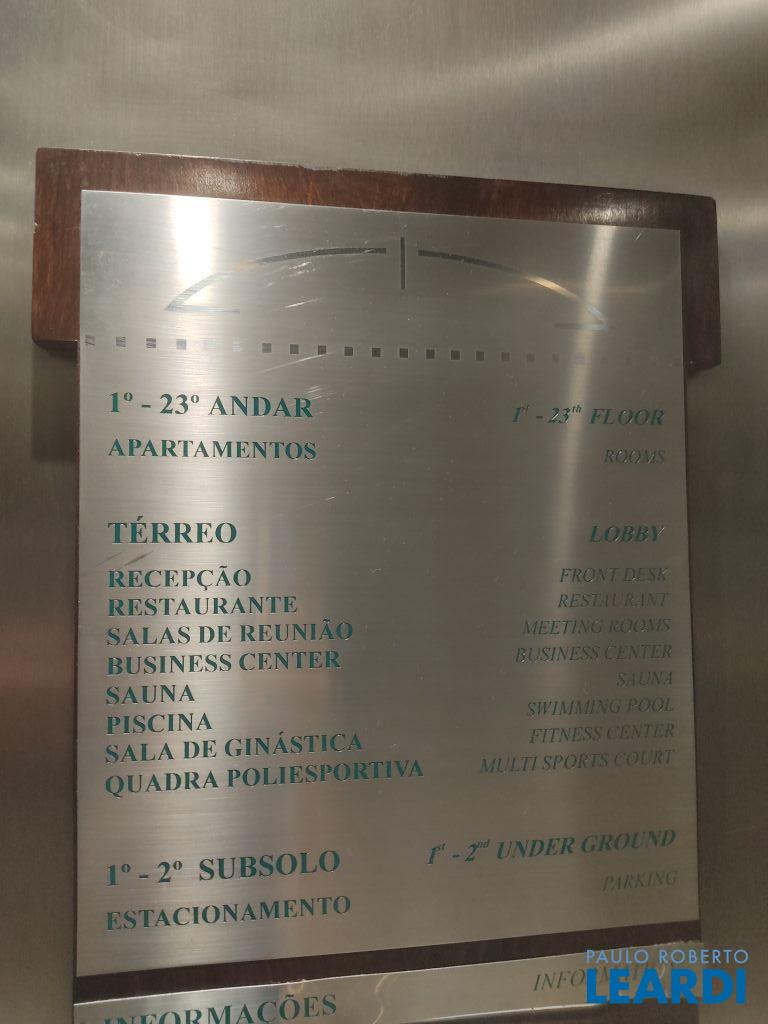 1º - 23º ANDAR 1st - 23th FLOOR
APARTAMENTOS ROOMS
TÉRREO LOBBY
RECEPÇÃO FRONT DESK
RESTAURANTE RESTAURANT
SALAS DE REUNIÃO MEETING ROOMS
BUSINESS CENTER BUSINESS CENTER
SAUNA SAUNA
PISCINA SWIMMING POOL
SALA DE GINÁSTICA FITNESS CENTER
QUADRA POLIESPORTIVA MULTI SPORTS COURT
1º - 2º SUBSOLO 1st - 2nd UNDER GROUND
ESTACIONAMENTO PARKING
INFORMAÇÕES
PAULO ROBERTO
LEARDI